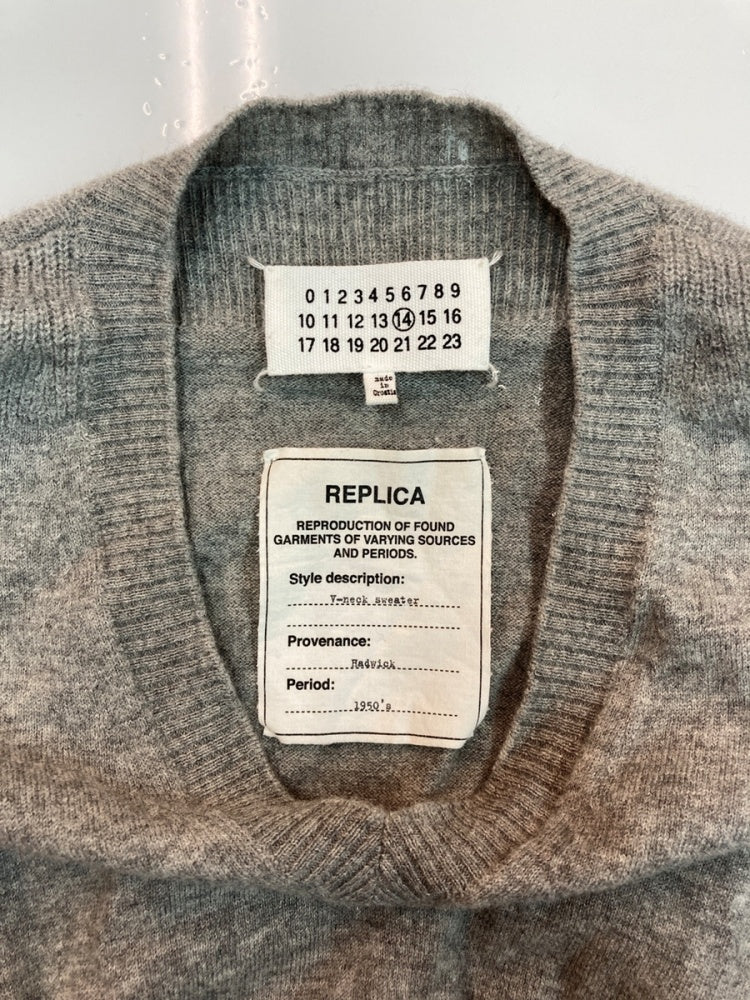 0 1 2 3 4 5 6 7 8 9
10 11 12 13 14 15 16
17 18 19 20 21 22 23
made
in
Croatia
REPLICA
REPRODUCTION OF FOUND
GARMENTS OF VARYING SOURCES
AND PERIODS.
Style description:
V-neck sweater
Provenance:
Hadwick
Period:
1950's